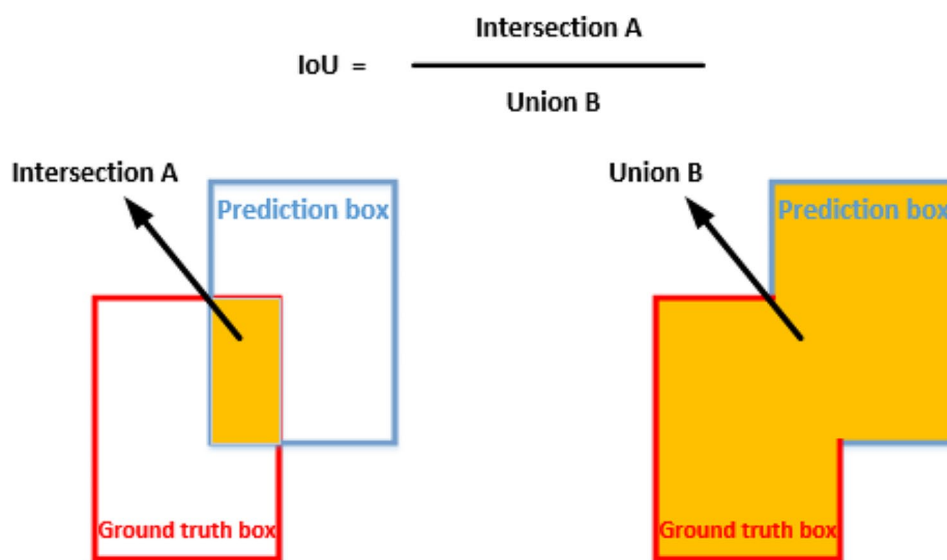 IoU =
Intersection A
Union B
Intersection A
Prediction box
Ground truth box
Union B
Prediction box
Ground truth box